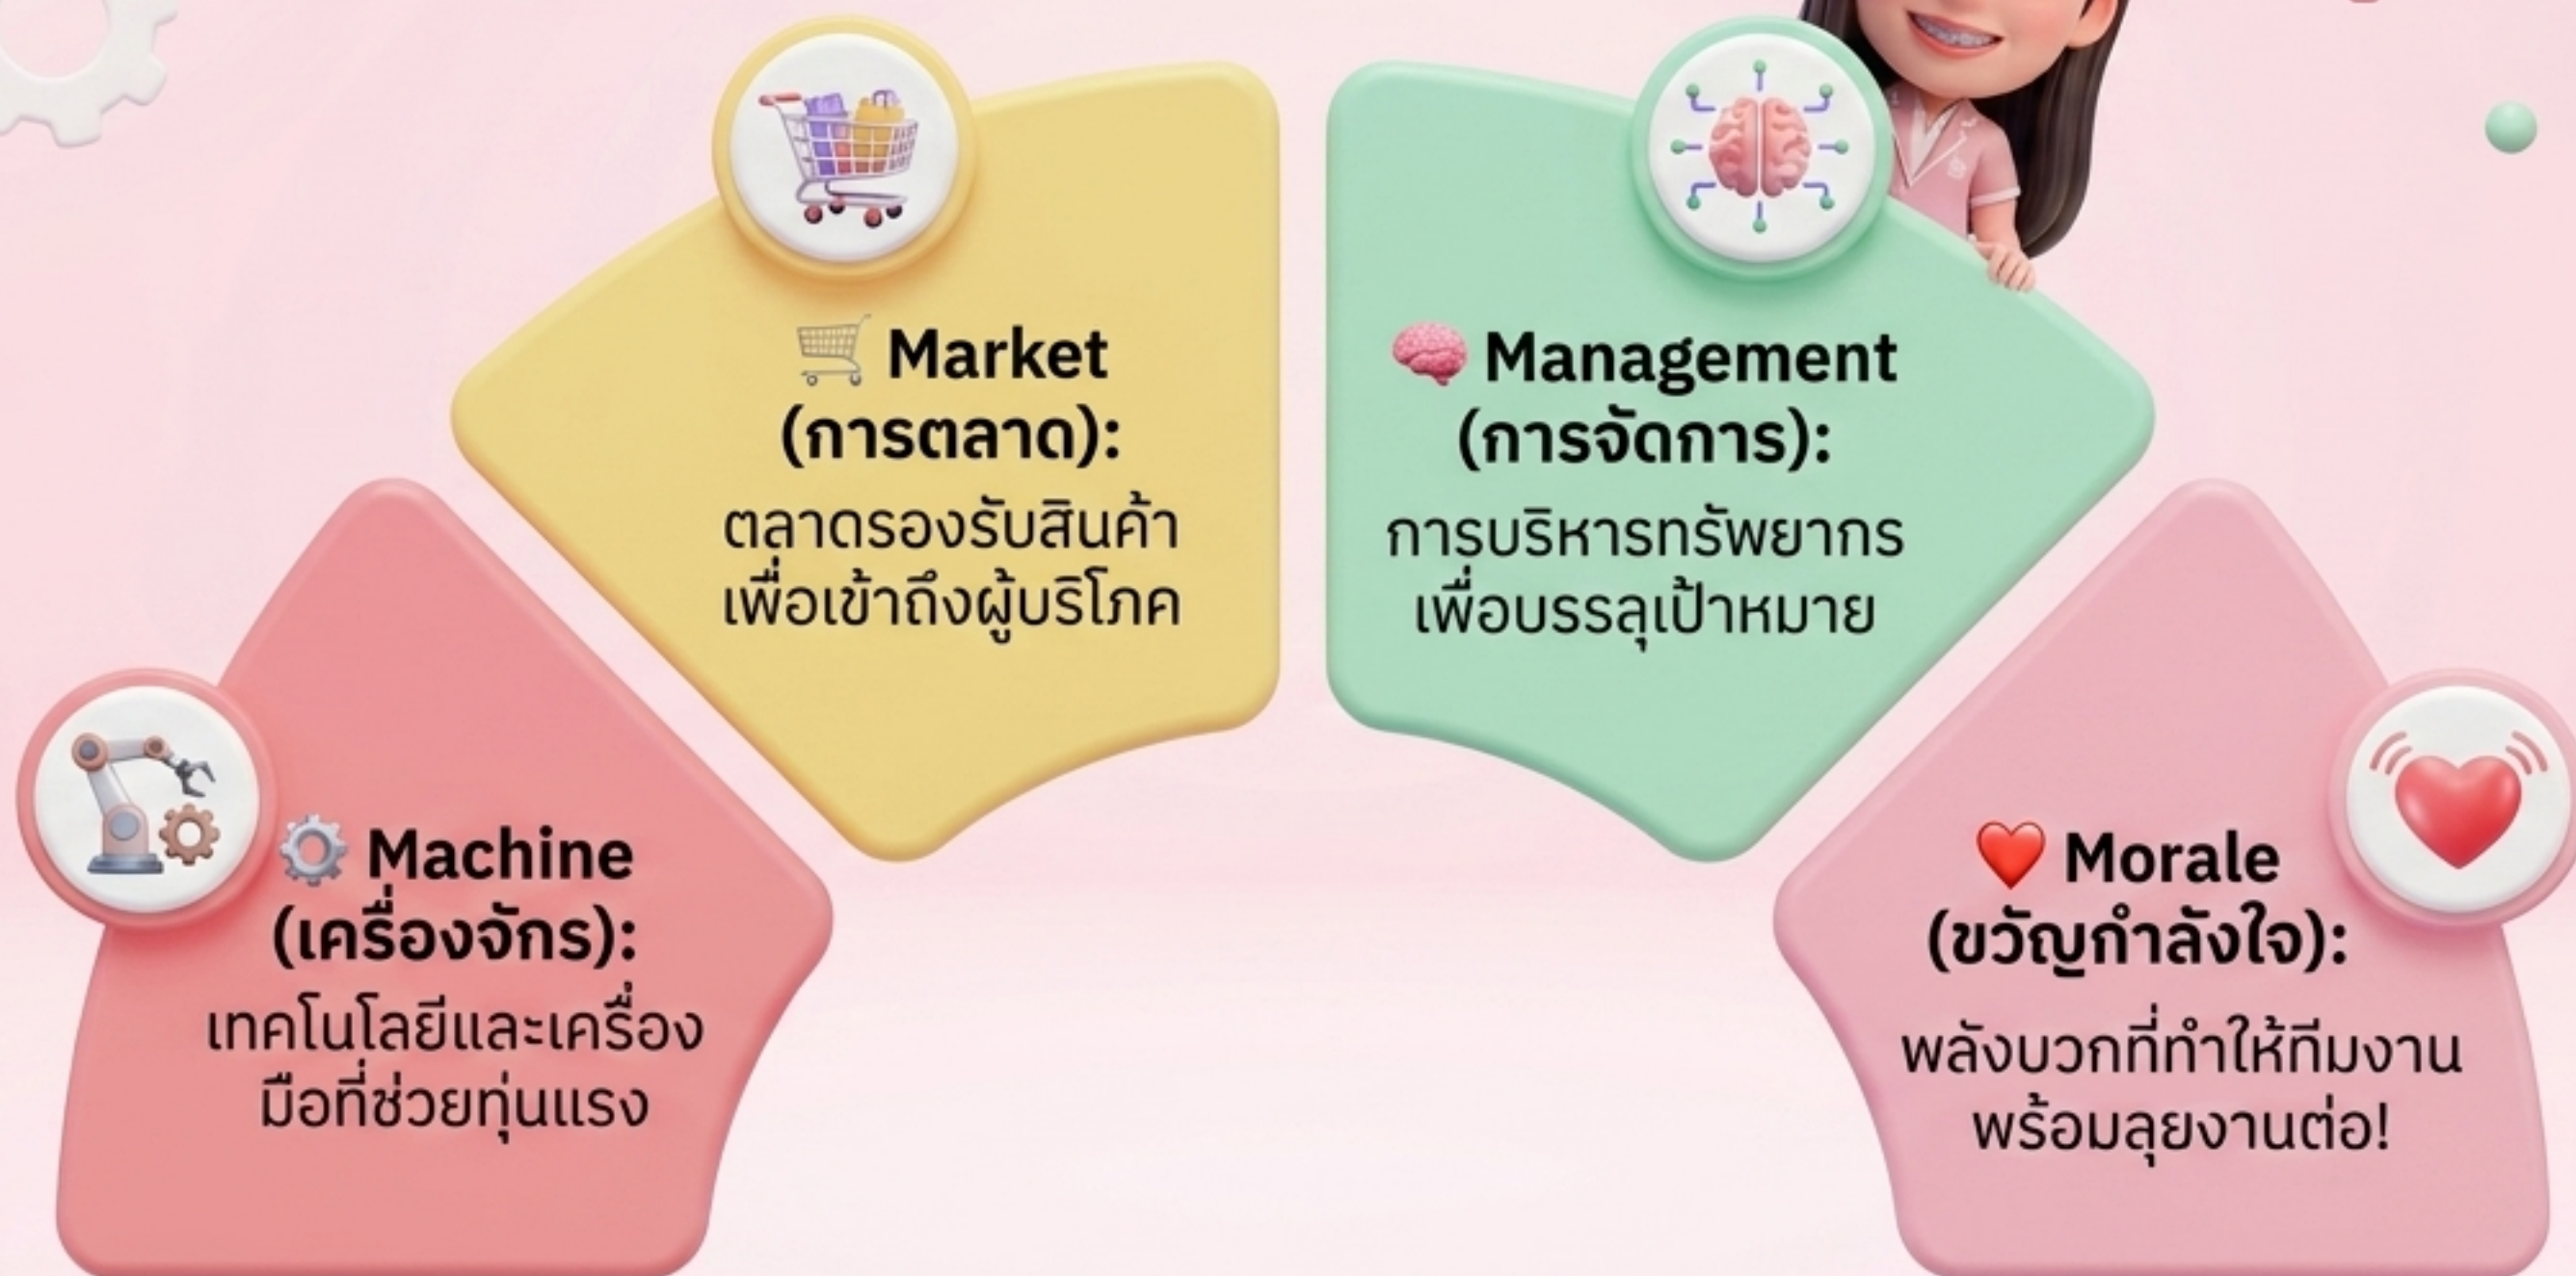 Market
(การตลาด):
ตลาดรองรับสินค้า
เพื่อเข้าถึงผู้บริโภค
Management
(การจัดการ):
การบริหารทรัพยากร
เพื่อบรรลุเป้าหมาย
Machine
(เครื่องจักร):
เทคโนโลยีและเครื่อง
มือที่ช่วยทุ่นแรง
Morale
(ขวัญกำลังใจ):
พลังบวกที่ทำให้ทีมงาน
พร้อมลุยงานต่อ!